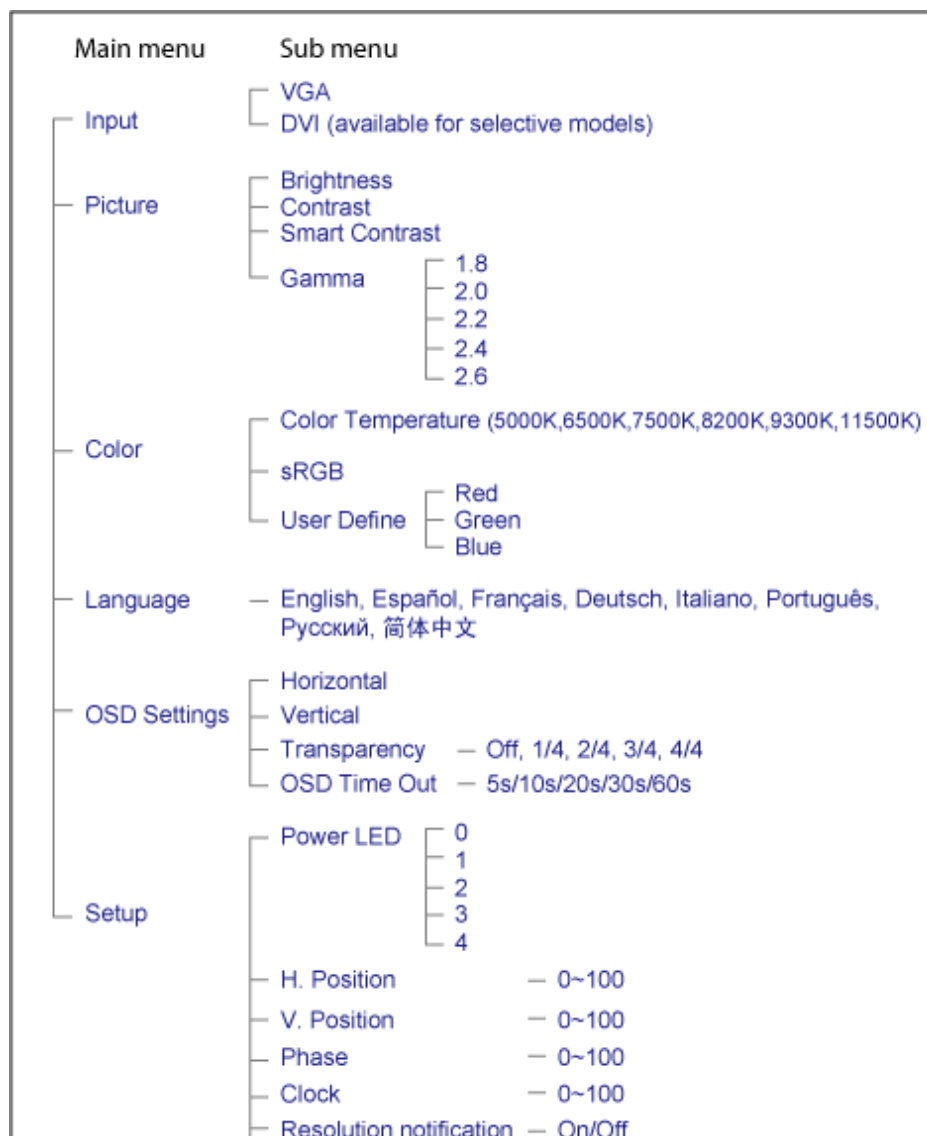 Main menu Sub menu
VGA
Input
DVI (available for selective models)
Brightness
Picture
Contrast
Smart Contrast
Gamma
1.8
2.0
2.2
2.4
2.6
Color Temperature (5000K,6500K,7500K,8200K,9300K,11500K)
Color
sRGB
User Define
Red
Green
Blue
Language
English, Español, Français, Deutsch, Italiano, Português,
Русский, 简体中文
OSD Settings
Horizontal
Vertical
Transparency — Off, 1/4, 2/4, 3/4, 4/4
OSD Time Out — 5s/10s/20s/30s/60s
Setup
Power LED
0
1
2
3
4
H. Position — 0~100
V. Position — 0~100
Phase — 0~100
Clock — 0~100
Resolution notification — On/Off